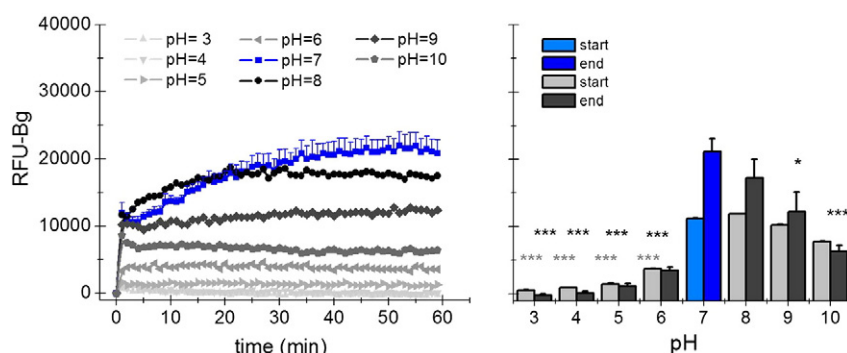 40000
30000
20000
10000
0
RFU-Bg
pH= 3
pH=4
pH=5
pH=6
pH=7
pH=8
pH=9
pH=10
0 10 20 30 40 50 60
time (min)
start
end
start
end
*** *** *** *** * ***
*** *** *** ***
3 4 5 6 7 8 9 10
pH